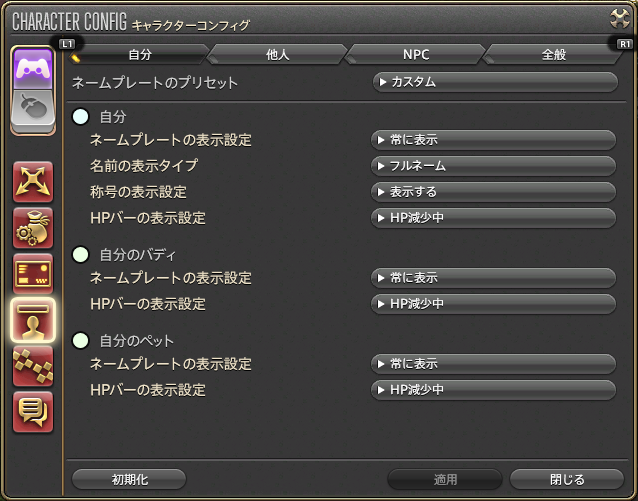 CHARACTER CONFIG キャラクターコンフィグ
L1 自分 他人 NPC 全般 R1
ネームプレートのプリセット カスタム
自分
ネームプレートの表示設定 常に表示
名前の表示タイプ フルネーム
称号の表示設定 表示する
HPバーの表示設定 HP減少中
自分のバディ
ネームプレートの表示設定 常に表示
HPバーの表示設定 HP減少中
自分のペット
ネームプレートの表示設定 常に表示
HPバーの表示設定 HP減少中
初期化 適用 閉じる